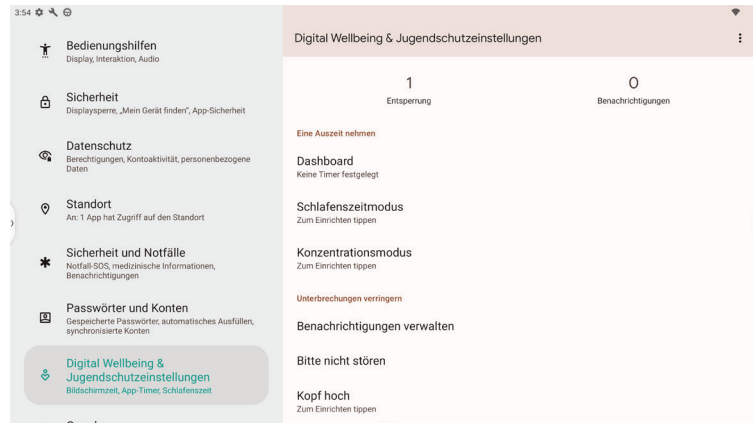 3:54
Bedienungshilfen
Display, Interaktion, Audio
Sicherheit
Displaysperre, „Mein Gerät finden“, App-Sicherheit
Datenschutz
Berechtigungen, Kontoaktivität, personenbezogene
Daten
Standort
An: 1 App hat Zugriff auf den Standort
Sicherheit und Notfälle
Notfall-SOS, medizinische Informationen,
Benachrichtigungen
Passwörter und Konten
Gespeicherte Passwörter, automatisches Ausfüllen,
synchronisierte Konten
Digital Wellbeing &
Jugendschutzeinstellungen
Bildschirmzeit, App-Timer, Schlafenszeit
Digital Wellbeing & Jugendschutzeinstellungen
1
Entsperrung
0
Benachrichtigungen
Eine Auszeit nehmen
Dashboard
Keine Timer festgelegt
Schlafenszeitmodus
Zum Einrichten tippen
Konzentrationsmodus
Zum Einrichten tippen
Unterbrechungen verringern
Benachrichtigungen verwalten
Bitte nicht stören
Kopf hoch
Zum Einrichten tippen